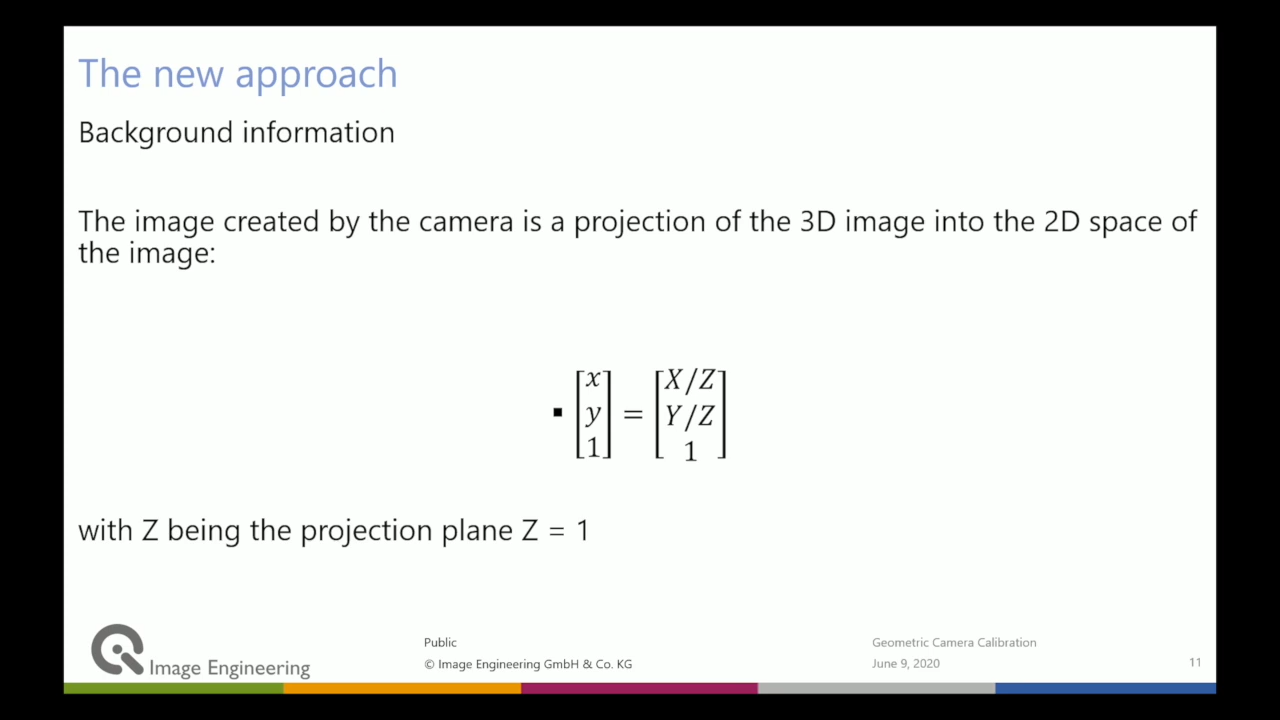 The new approach
Background information
The image created by the camera is a projection of the 3D image into the 2D space of
the image:
▪ [x y 1] = [X/Z Y/Z 1]
with Z being the projection plane Z = 1
Image Engineering
Public
© Image Engineering GmbH & Co. KG
Geometric Camera Calibration
June 9, 2020
11